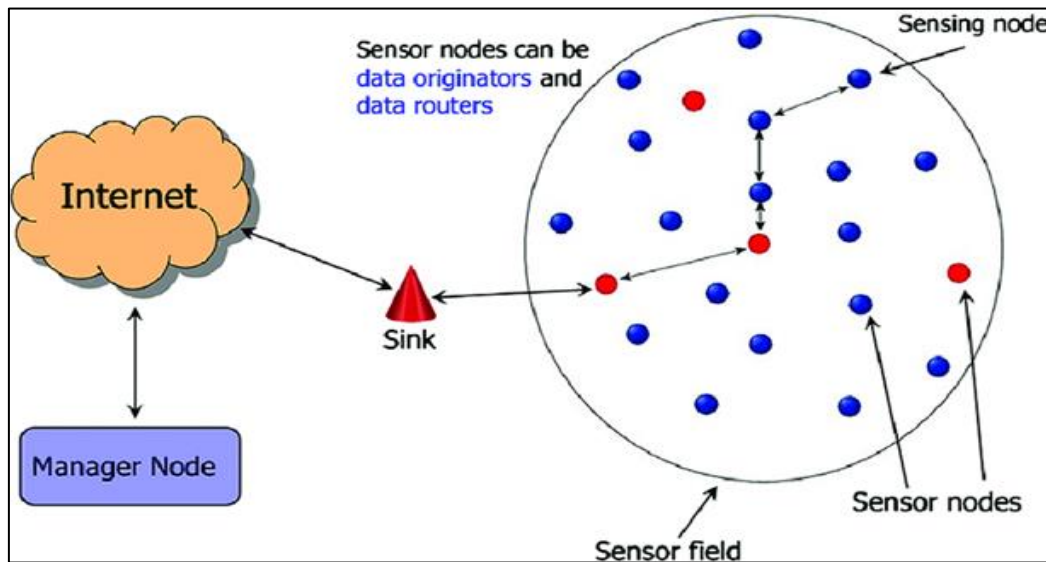 Sensing node
Sensor nodes can be
data originators and
data routers
Internet
Sink
Manager Node
Sensor nodes
Sensor field